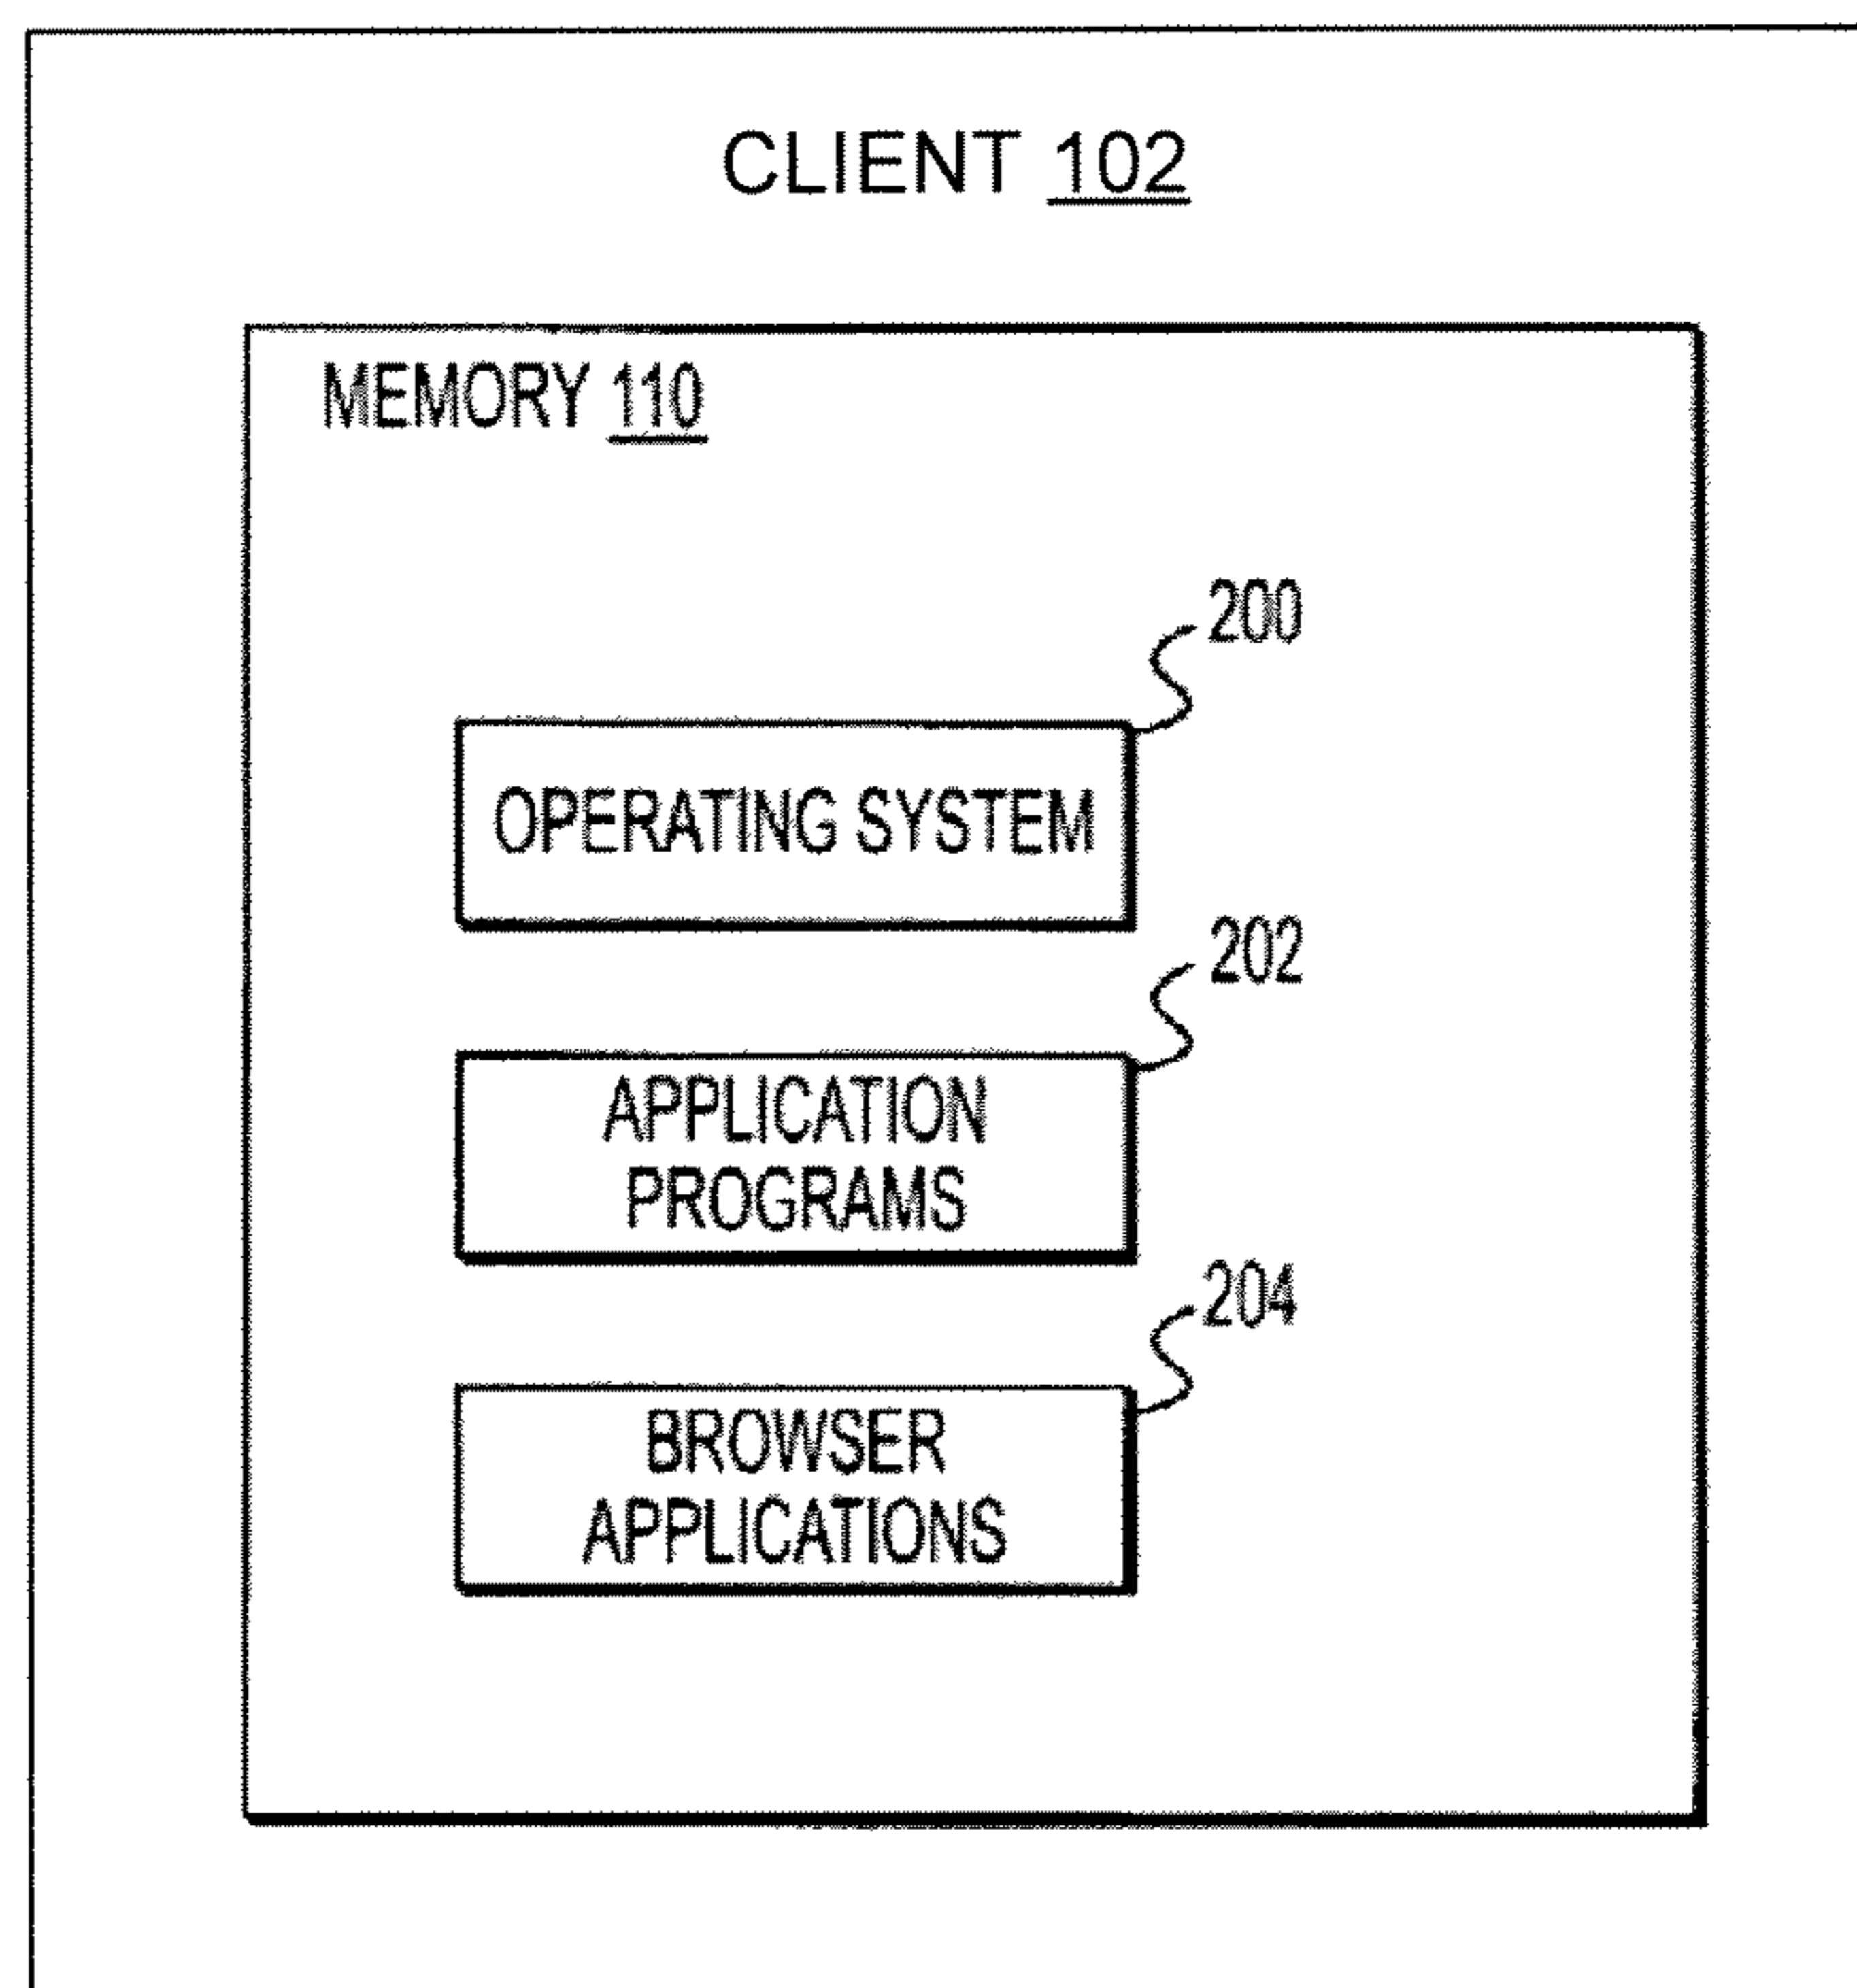 CLIENT 102
MEMORY 110
200
OPERATING SYSTEM
202
APPLICATION
PROGRAMS
204
BROWSER
APPLICATIONS